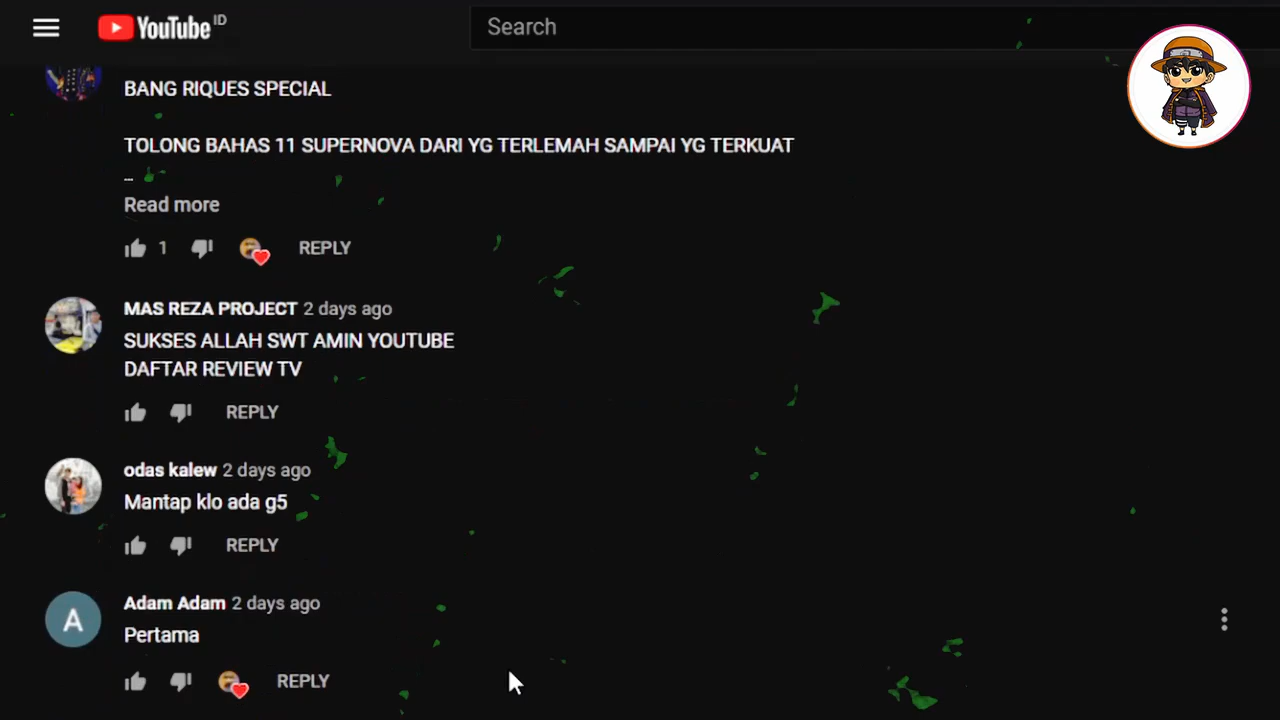 YouTube ID
Search
BANG RIQUES SPECIAL
TOLONG BAHAS 11 SUPERNOVA DARI YG TERLEMAH SAMPAI YG TERKUAT
...
Read more
1 REPLY
MAS REZA PROJECT 2 days ago
SUKSES ALLAH SWT AMIN YOUTUBE
DAFTAR REVIEW TV
REPLY
odas kalew 2 days ago
Mantap klo ada g5
REPLY
A
Adam Adam 2 days ago
Pertama
REPLY